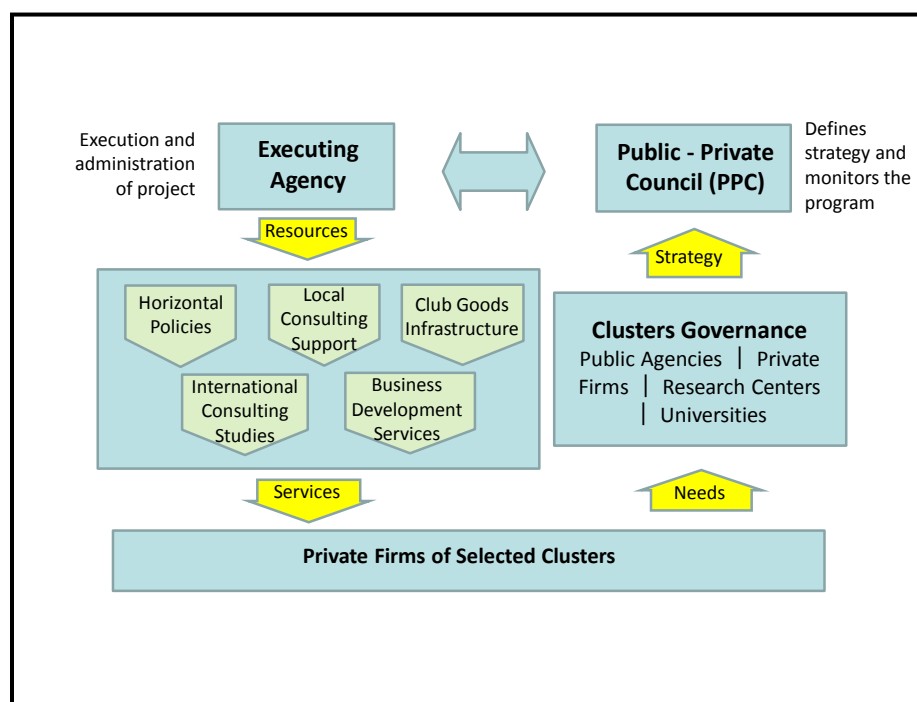 Execution and
administration
of project
Executing
Agency
Public - Private
Council (PPC)
Defines
strategy and
monitors the
program
Resources
Strategy
Horizontal
Policies
Local
Consulting
Support
Club Goods
Infrastructure
International
Consulting
Studies
Business
Development
Services
Clusters Governance
Public Agencies | Private
Firms | Research Centers
| Universities
Services
Needs
Private Firms of Selected Clusters